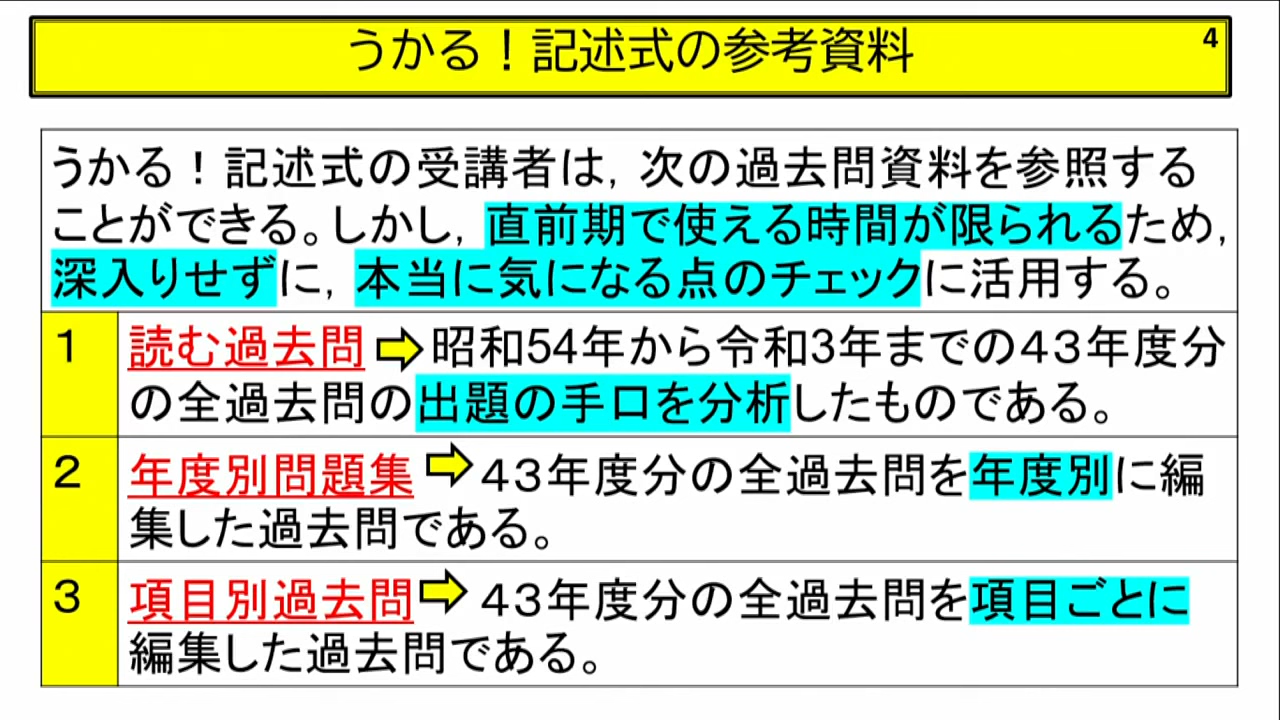 うかる！記述式の参考資料
4
うかる！記述式の受講者は，次の過去問資料を参照する
ことができる。しかし，直前期で使える時間が限られるため，
深入りせずに，本当に気になる点のチェックに活用する。
1
読む過去問⇨昭和54年から令和3年までの４３年度分
の全過去問の出題の手口を分析したものである。
2
年度別問題集⇨４３年度分の全過去問を年度別に編
集した過去問である。
3
項目別過去問⇨４３年度分の全過去問を項目ごとに
編集した過去問である。